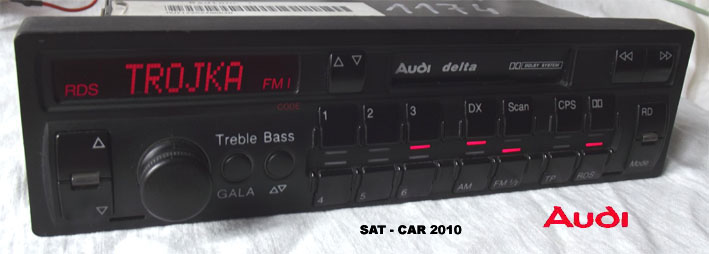 1174
RDS TROJKA FM I
CODE
AUDI delta
DOLBY SYSTEM
1 2 3 DX Scan CPS RD
Treble Bass
GALA
4 5 6 AM FM TP RDS
Mode
SAT - CAR 2010
AUDI